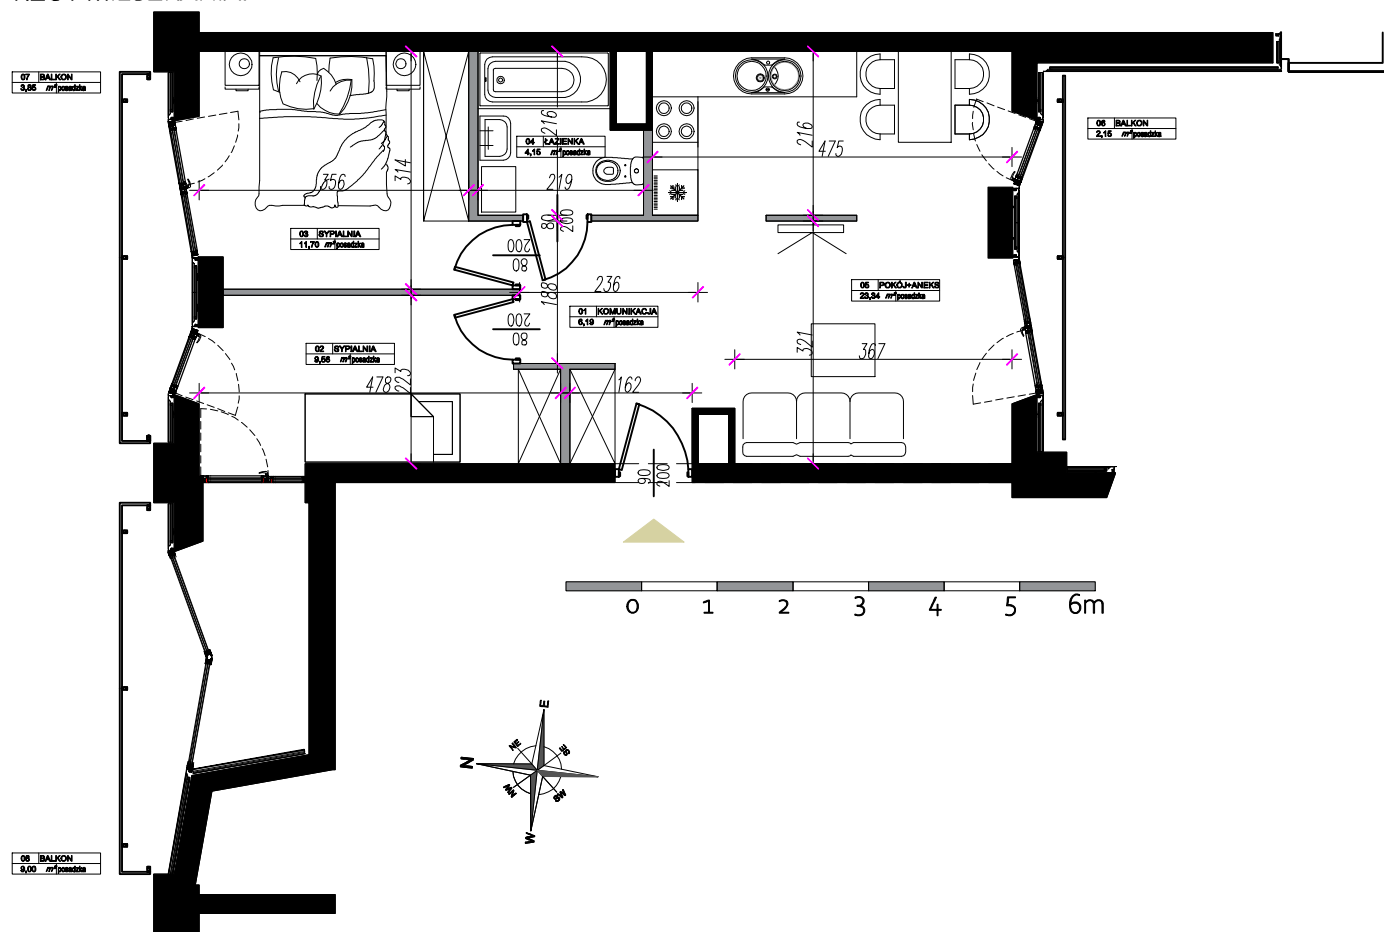 07 BALKON
3,85 m² posadzka
06 BALKON
2,15 m² posadzka
04 ŁAZIENKA
4,15 m² posadzka
216
216
475
314
356
219
80
200
03 SYPIALNIA
11,70 m² posadzka
200
80
188
236
05 POKÓJ+ANEKS
23,34 m² posadzka
01 KOMUNIKACJA
6,19 m² posadzka
200
80
02 SYPIALNIA
9,56 m² posadzka
321
367
478
223
162
90
200
0 1 2 3 4 5 6m
E
NE
SE
N
NW
SW
W
08 BALKON
9,00 m² posadzka